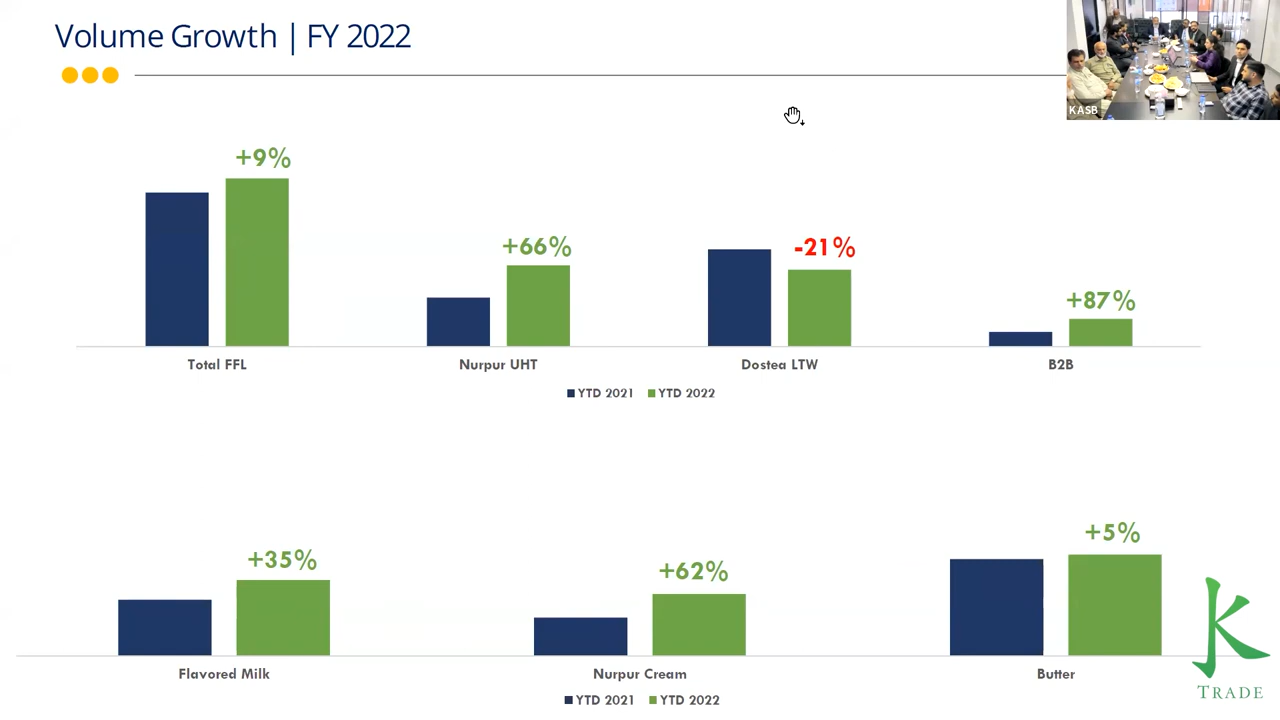 Volume Growth | FY 2022
KASB
+9%
+66%
-21%
+87%
Total FFL
Nurpur UHT
Dostea LTW
B2B
YTD 2021
YTD 2022
+35%
+62%
+5%
Flavored Milk
Nurpur Cream
Butter
YTD 2021
YTD 2022
K
TRADE